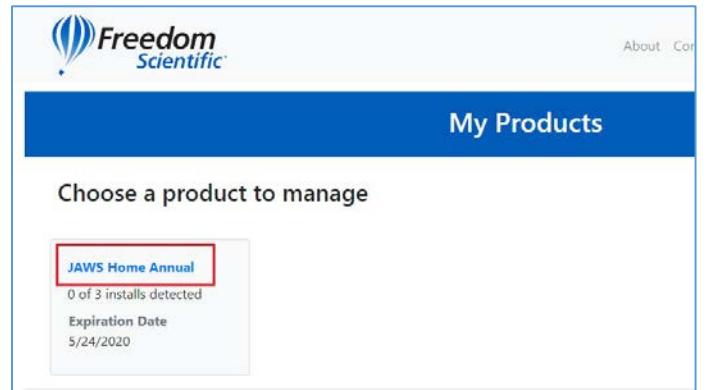 Freedom
Scientific
About
My Products
Choose a product to manage
JAWS Home Annual
0 of 3 installs detected
Expiration Date
5/24/2020